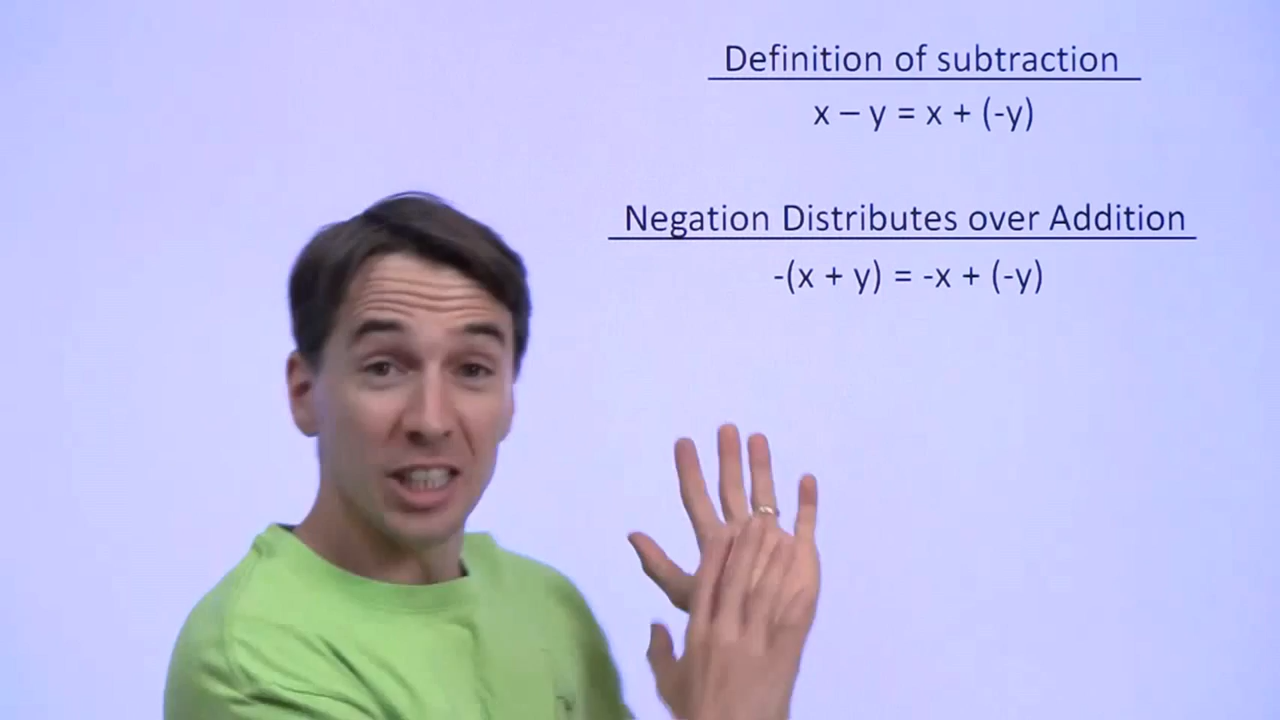 Definition of subtraction
x – y = x + (-y)
Negation Distributes over Addition
-(x + y) = -x + (-y)